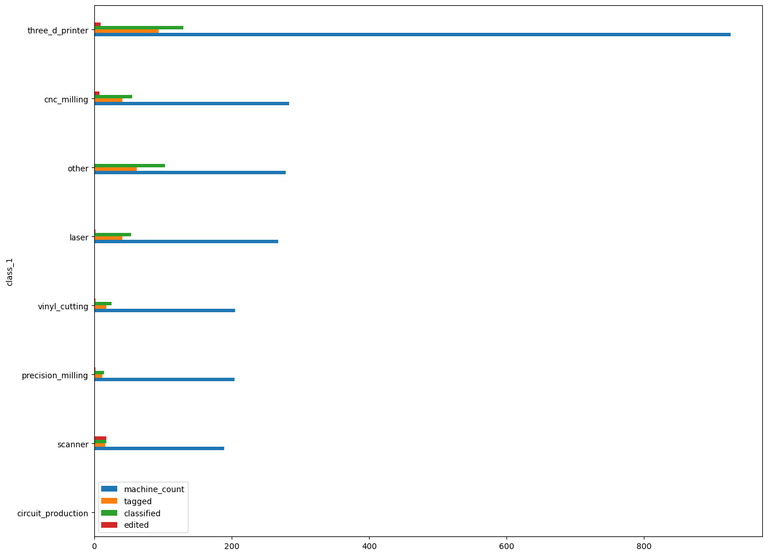 three_d_printer
cnc_milling
other
laser
vinyl_cutting
precision_milling
scanner
circuit_production
class_1
machine_count
tagged
classified
edited
0 200 400 600 800